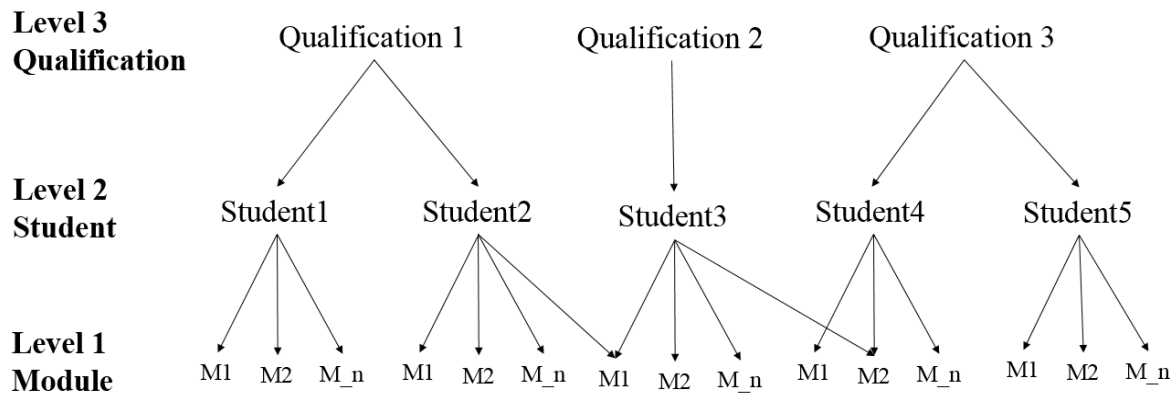 Level 3
Qualification
Qualification 1 Qualification 2 Qualification 3
Level 2
Student
Student1 Student2 Student3 Student4 Student5
Level 1
Module
M1 M2 M_n M1 M2 M_n M1 M2 M_n M1 M2 M_n M1 M2 M_n